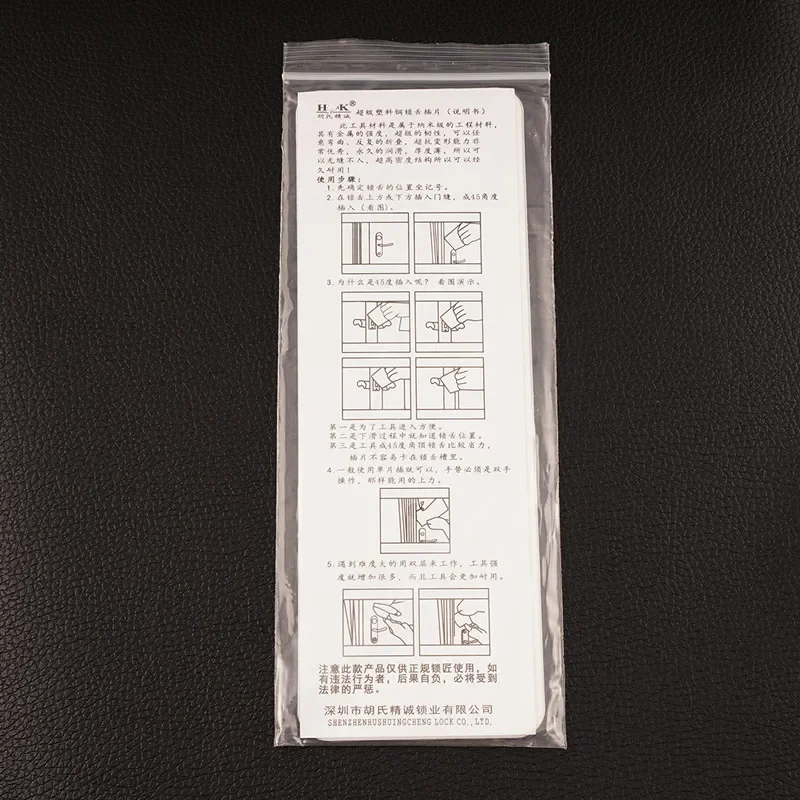 HK®
胡氏精诚
超级塑料钢锁舌插片（说明书）
此工具材料是属于纳米级的工程材料，
具有金属的强度，超级的韧性，可以任
意弯曲、反复的折叠，超抗变形能力非
常优秀，永久的润滑，厚度薄，所以可
以无缝不入，超高密度结构所以可以经
久耐用！
使用步骤：
1. 先确定锁舌的位置坐记号。
2. 在锁舌上方或下方插入门缝，成45角度
插入（看图）。
3. 为什么是45度插入呢？ 看图演示。
第一是为了工具进入方便。
第二是下滑过程中就知道锁舌位置。
第三是工具成45度角顶锁舌比较省力，
插片不容易卡在锁舌槽里。
4. 一般使用单片插就可以，手势必须是双手
操作，那样能用的上力。
5. 遇到难度大的用双层来工作，工具强
度就增加很多，而且工具会更加耐用。
注意此款产品仅供正规锁匠使用，如
有违法行为者，后果自负，必将受到
法律的严惩。
深圳市胡氏精诚锁业有限公司
SHENZHENHUSHUINGCHENG LOCK CO.,LTD.